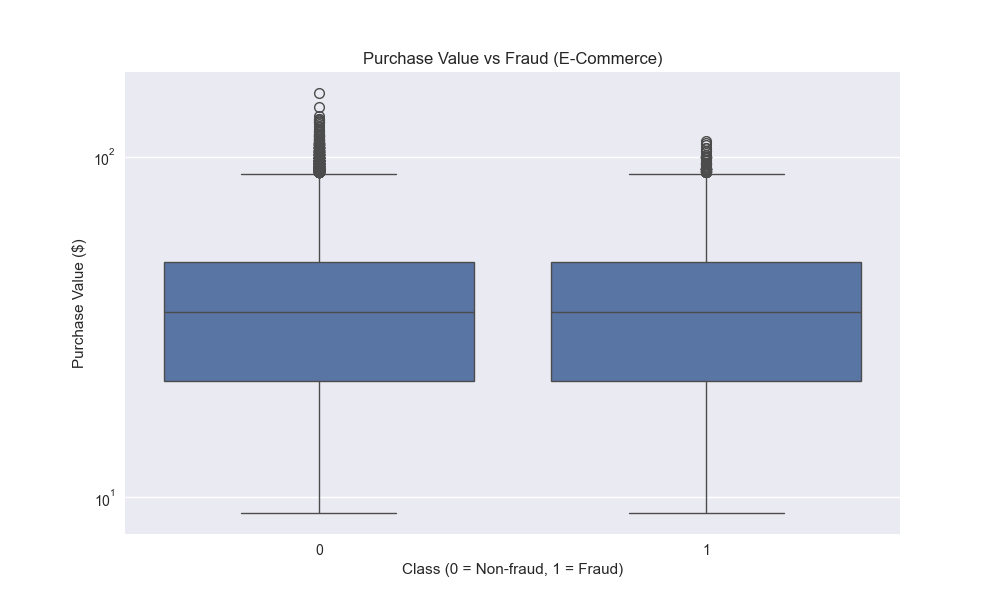 Purchase Value vs Fraud (E-Commerce)
Purchase Value ($)
10²
10¹
0 1
Class (0 = Non-fraud, 1 = Fraud)